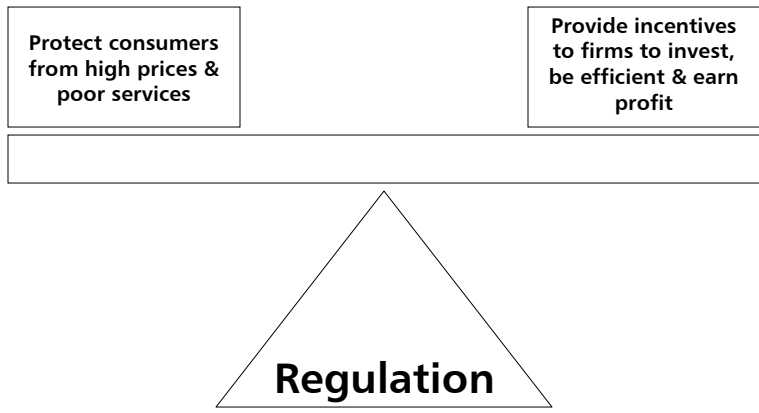 Protect consumers
from high prices &
poor services
Provide incentives
to firms to invest,
be efficient & earn
profit
Regulation